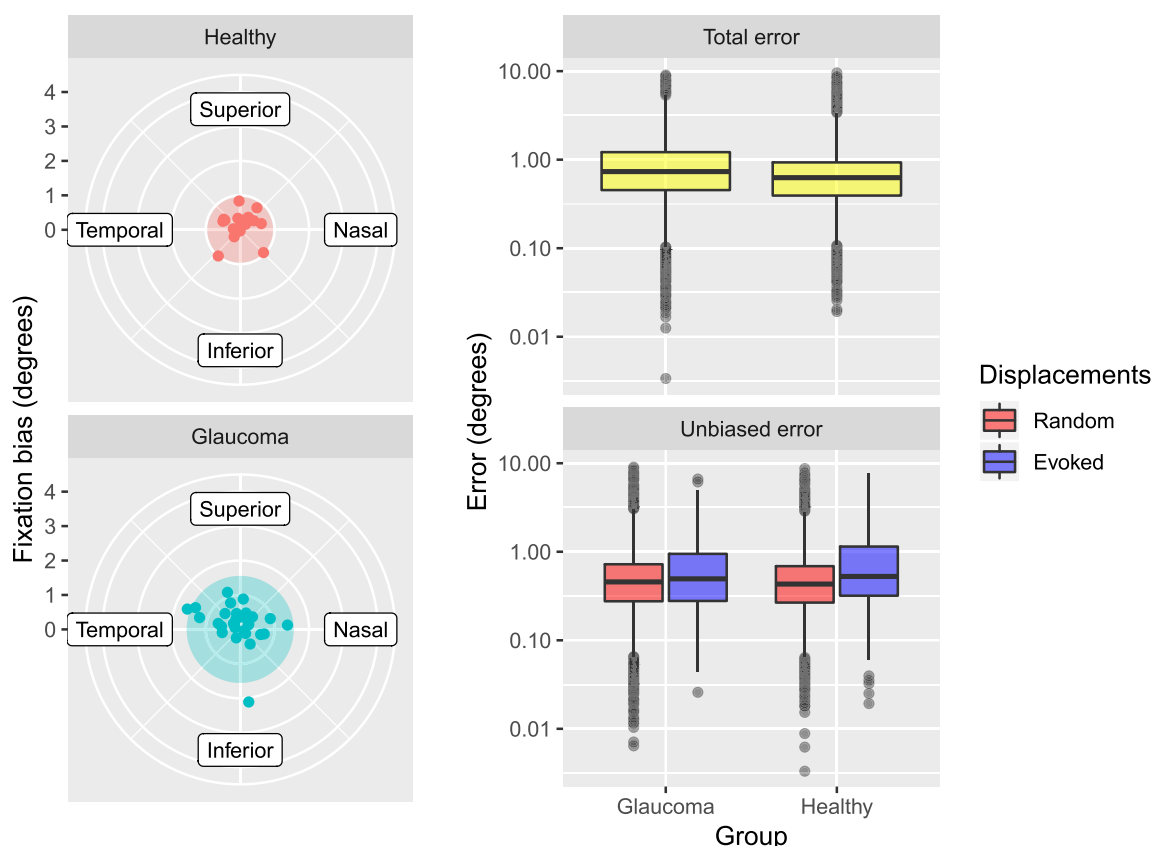 Healthy
Fixation bias (degrees)
4
3
2
1
0
Superior
Temporal
Nasal
Inferior
Glaucoma
4
3
2
1
0
Superior
Temporal
Nasal
Inferior
Total error
Error (degrees)
10.00
1.00
0.10
0.01
Unbiased error
10.00
1.00
0.10
0.01
Glaucoma Healthy
Group
Displacements
Random
Evoked